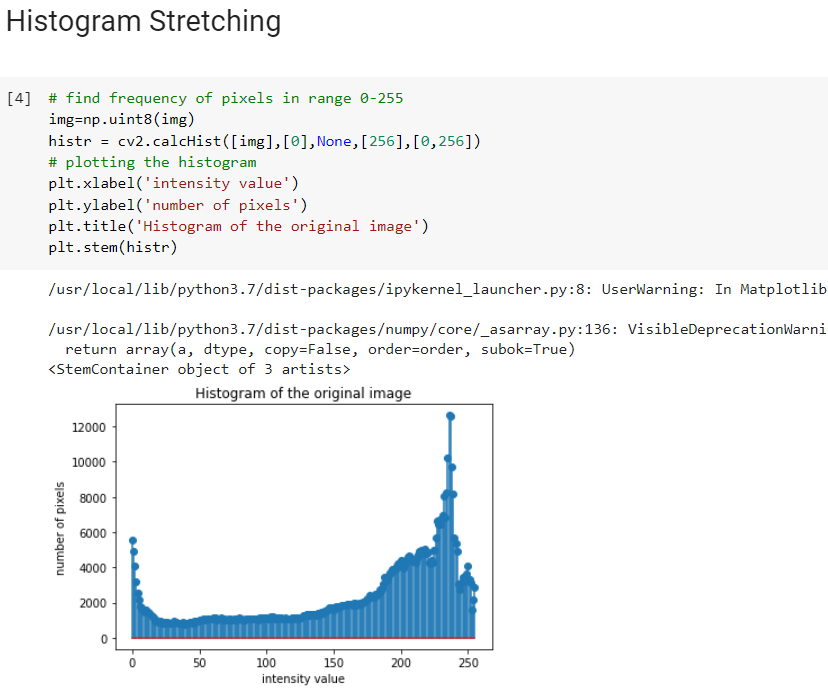 Histogram Stretching
[4] # find frequency of pixels in range 0-255
img=np.uint8(img)
histr = cv2.calcHist([img],[0],None,[256],[0,256])
# plotting the histogram
plt.xlabel('intensity value')
plt.ylabel('number of pixels')
plt.title('Histogram of the original image')
plt.stem(histr)
/usr/local/lib/python3.7/dist-packages/ipykernel_launcher.py:8: UserWarning: In Matplotlib
/usr/local/lib/python3.7/dist-packages/numpy/core/_asarray.py:136: VisibleDeprecationWarni
return array(a, dtype, copy=False, order=order, subok=True)
<StemContainer object of 3 artists>
Histogram of the original image
12000
10000
8000
6000
4000
2000
0
number of pixels
0 50 100 150 200 250
intensity value